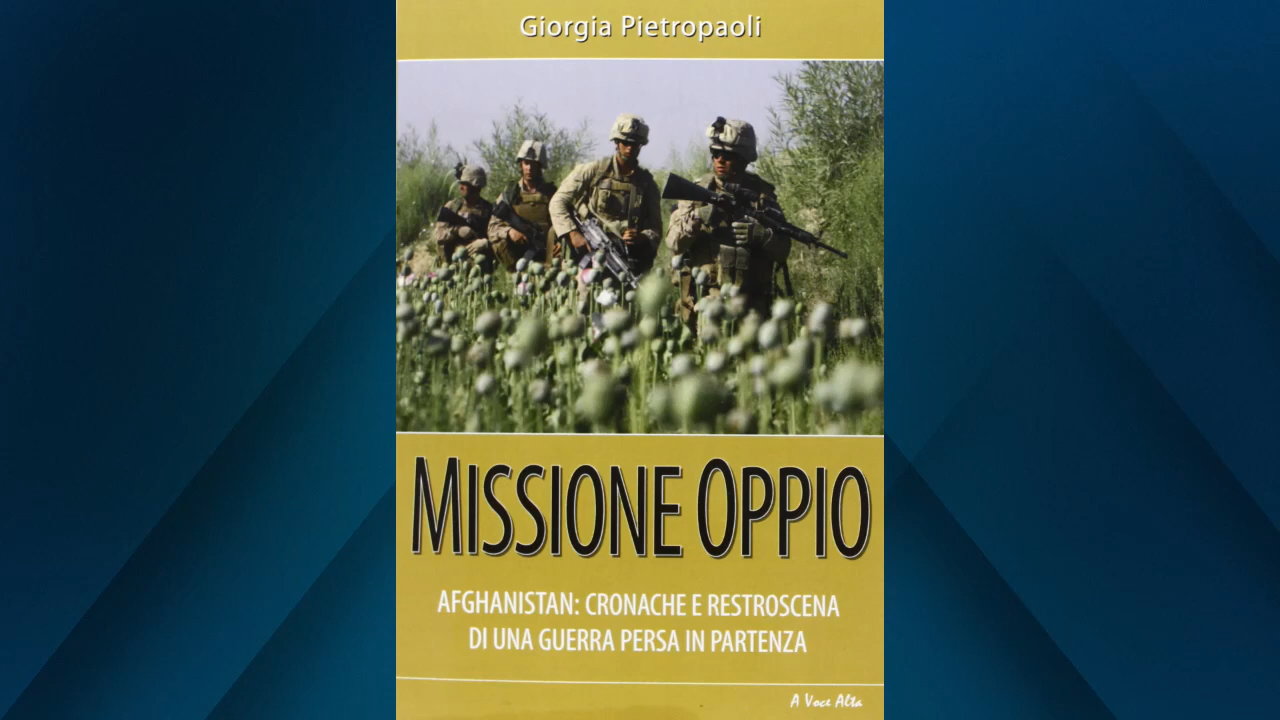 Giorgia Pietropaoli
MISSIONE OPPIO
AFGHANISTAN: CRONACHE E RESTROSCENA
DI UNA GUERRA PERSA IN PARTENZA
A Voce Alta